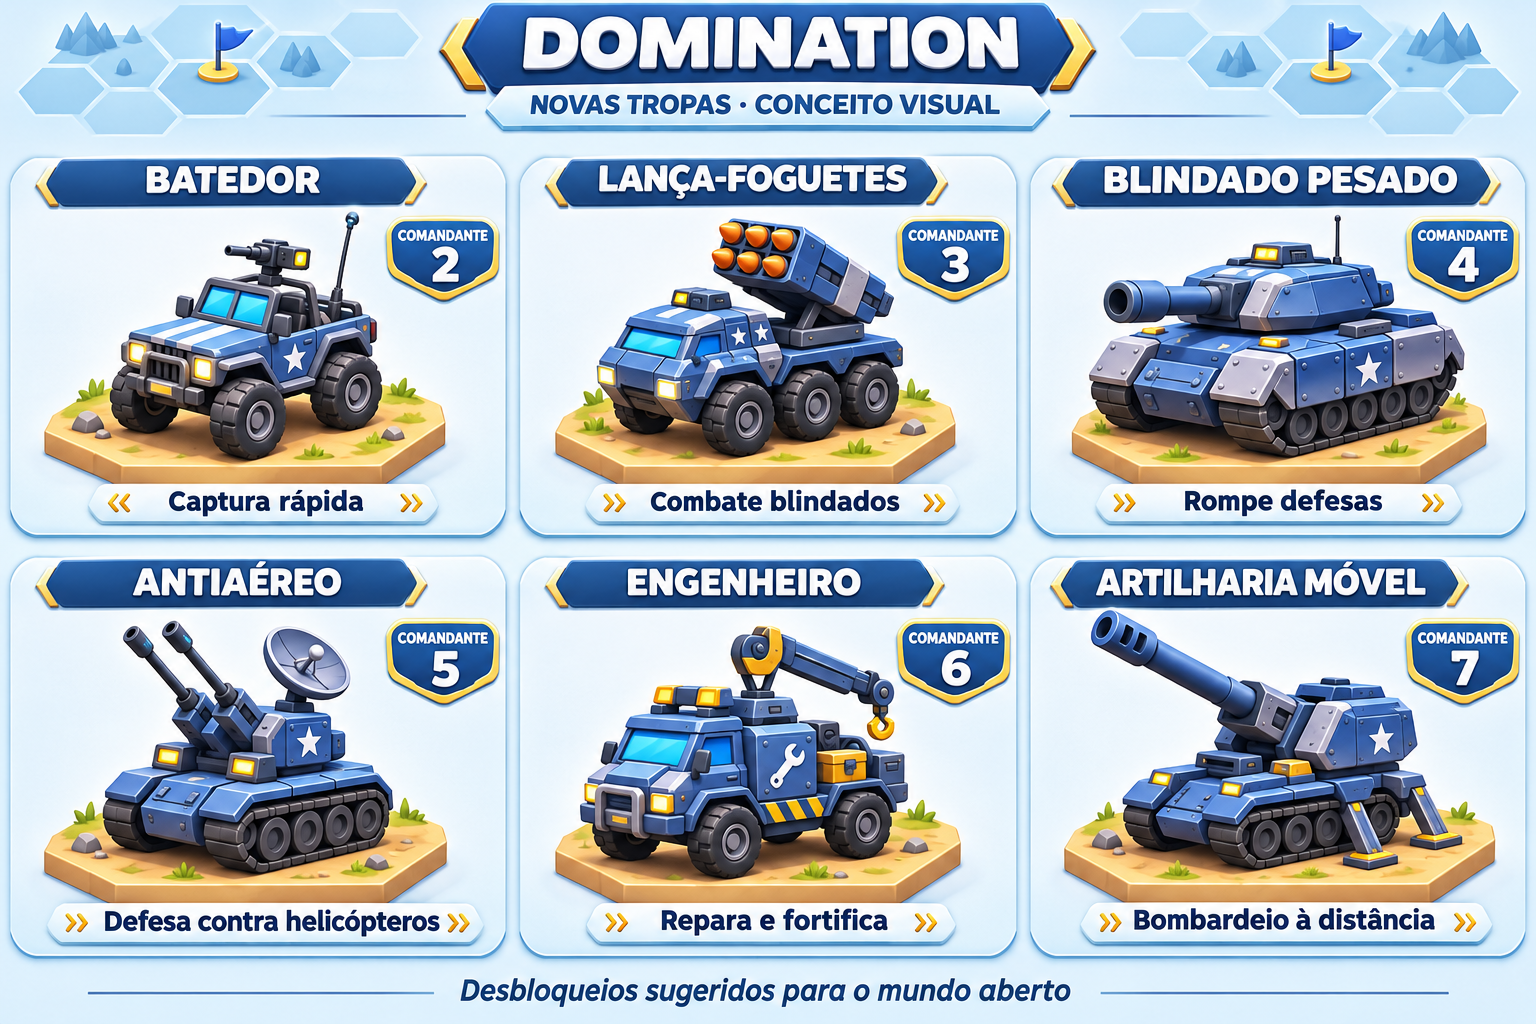 DOMINATION
NOVAS TROPAS · CONCEITO VISUAL
BATEDOR
COMANDANTE
2
Captura rápida
LANÇA-FOGUETES
COMANDANTE
3
Combate blindados
BLINDADO PESADO
COMANDANTE
4
Rompe defesas
ANTIAÉREO
COMANDANTE
5
Defesa contra helicópteros
ENGENHEIRO
COMANDANTE
6
Repara e fortifica
ARTILHARIA MÓVEL
COMANDANTE
7
Bombardeio à distância
Desbloqueios sugeridos para o mundo aberto